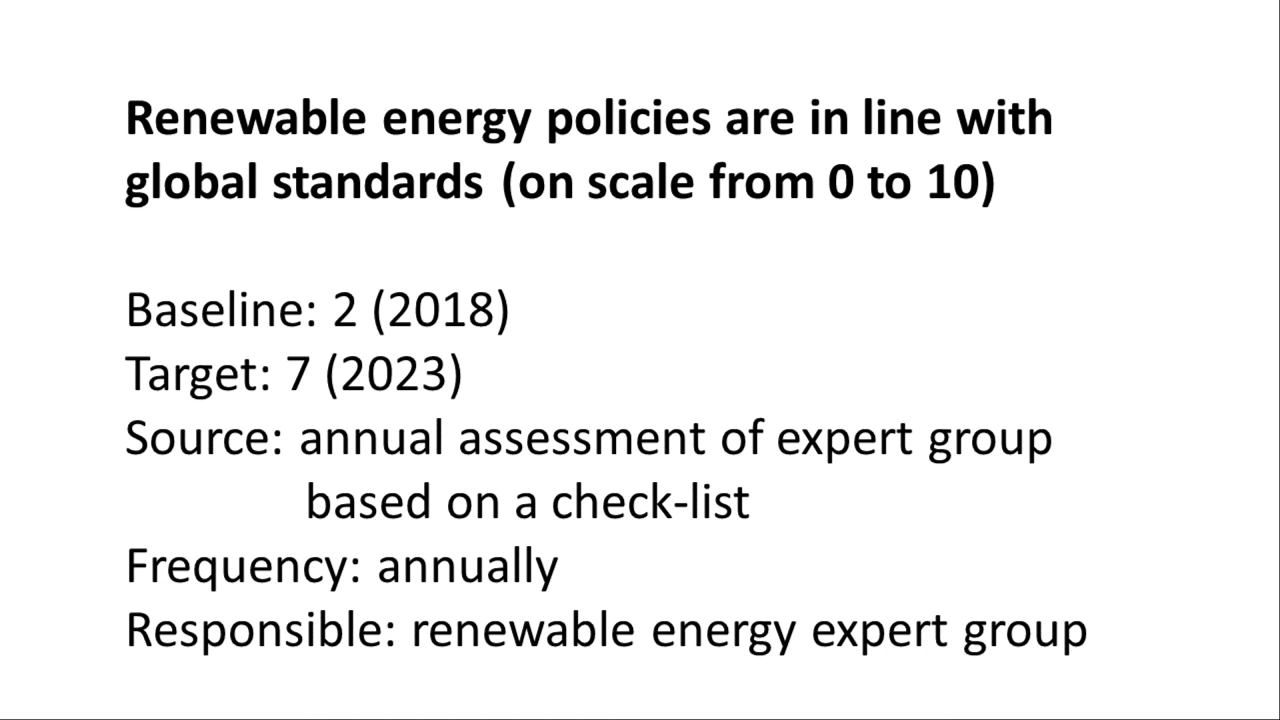 Renewable energy policies are in line with
global standards (on scale from 0 to 10)
Baseline: 2 (2018)
Target: 7 (2023)
Source: annual assessment of expert group
based on a check-list
Frequency: annually
Responsible: renewable energy expert group